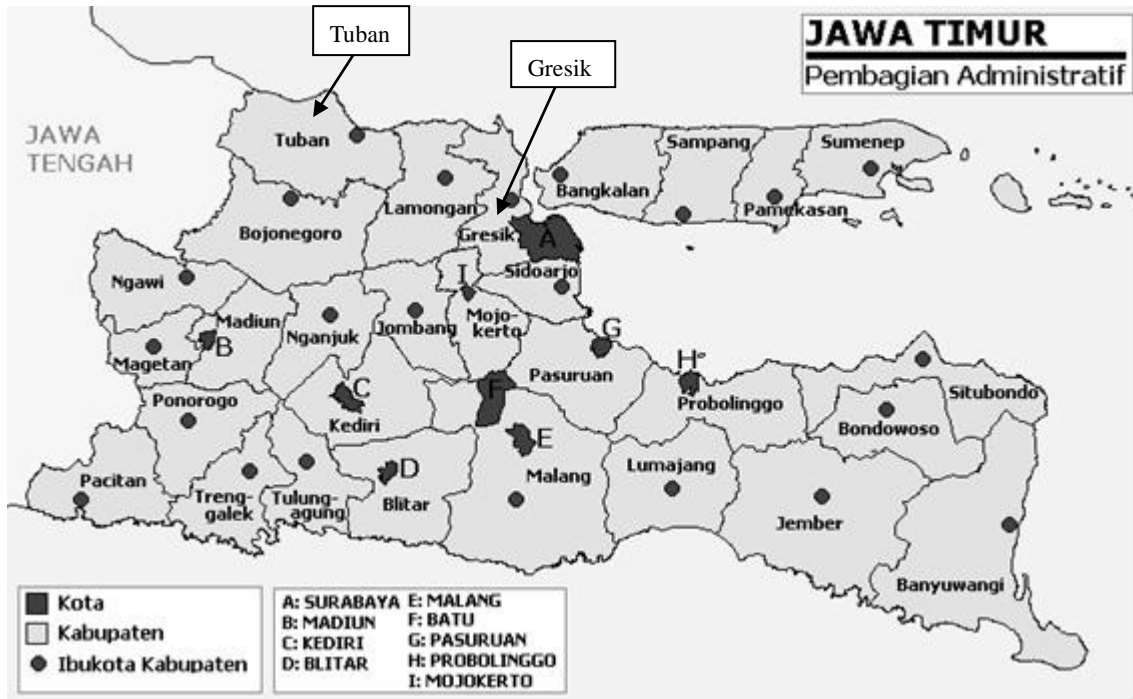 Tuban
Gresik
JAWA TIMUR
Pembagian Administratif
JAWA
TENGAH
Tuban
Sampang
Sumenep
Bangkalan
Lamongan
Pamekasan
Bojonegoro
Gresik
A
Sidoarjo
I
Ngawi
Madiun
Nganjuk
Jombang
Mojo-
kerto
G
B
Magetan
H
Pasuruan
C
F
Ponorogo
Probolinggo
Situbondo
Kediri
E
Bondowoso
D
Pacitan
Lumajang
Malang
Treng-
galek
Tulung-
agung
Blitar
Jember
Banyuwangi
Kota
Kabupaten
Ibukota Kabupaten
A: SURABAYA
B: MADIUN
C: KEDIRI
D: BLITAR
E: MALANG
F: BATU
G: PASURUAN
H: PROBOLINGGO
I: MOJOKERTO